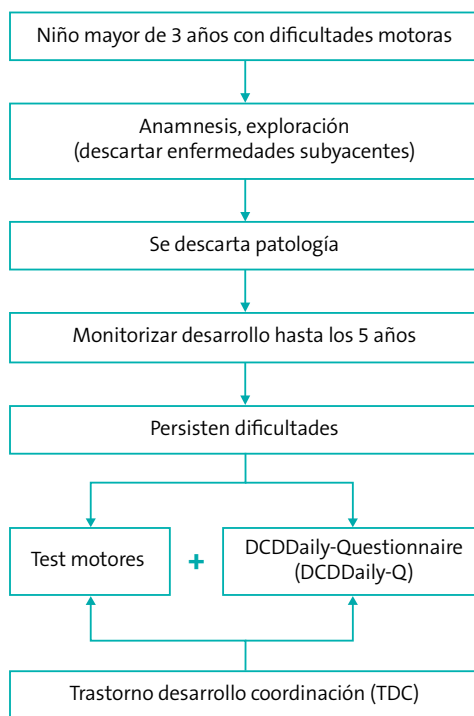 Niño mayor de 3 años con dificultades motoras
Anamnesis, exploración
(descartar enfermedades subyacentes)
Se descarta patología
Monitorizar desarrollo hasta los 5 años
Persisten dificultades
Test motores
+
DCDDaily-Questionnaire
(DCDDaily-Q)
Trastorno desarrollo coordinación (TDC)